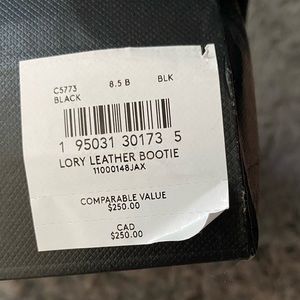 C5773 8.5 B BLK
BLACK
1 95031 30173 5
LORY LEATHER BOOTIE
11000148JAX
COMPARABLE VALUE
$250.00
CAD
$250.00